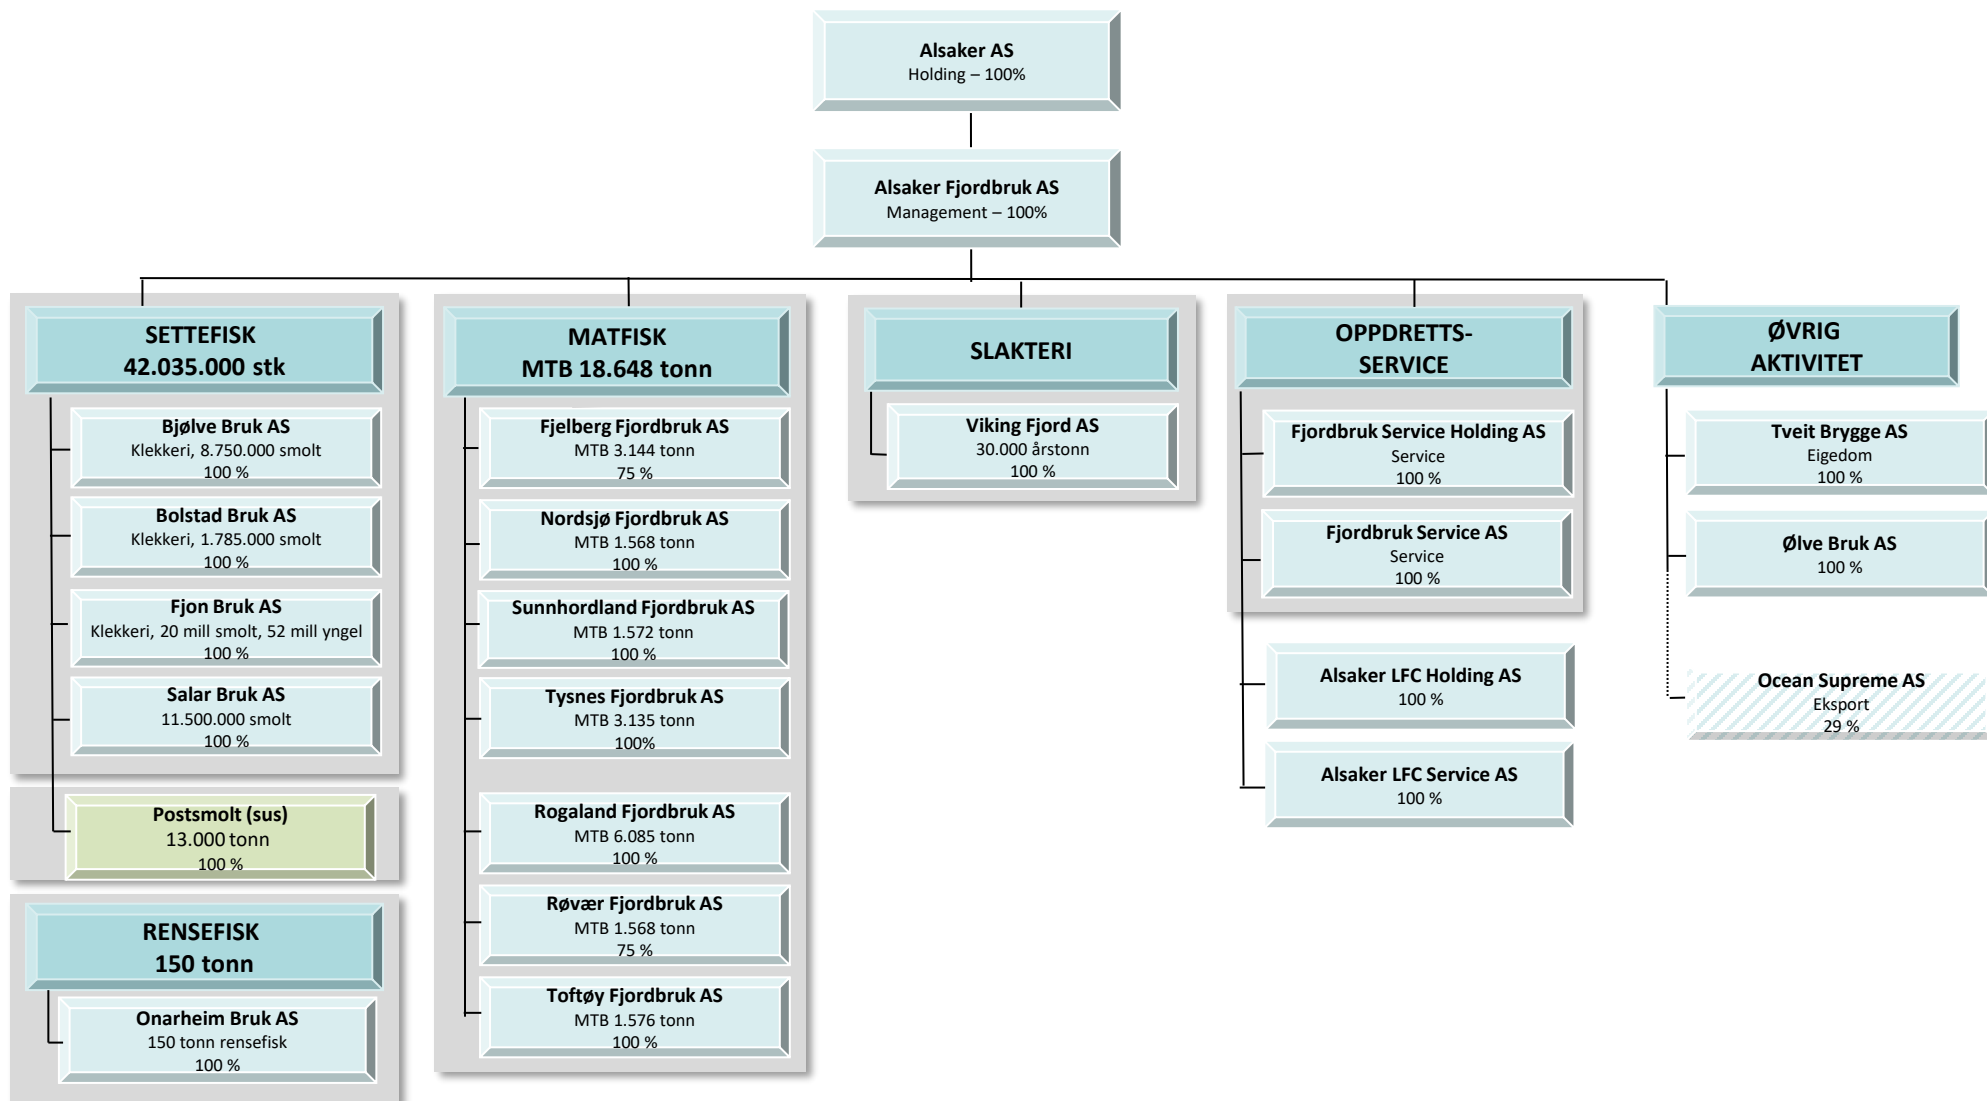 Alsaker AS
Holding – 100%
Alsaker Fjordbruk AS
Management – 100%
SETTEFISK
42.035.000 stk
Bjølve Bruk AS
Klekkeri, 8.750.000 smolt
100 %
Bolstad Bruk AS
Klekkeri, 1.785.000 smolt
100 %
Fjon Bruk AS
Klekkeri, 20 mill smolt, 52 mill yngel
100 %
Salar Bruk AS
11.500.000 smolt
100 %
Postsmolt (sus)
13.000 tonn
100 %
RENSEFISK
150 tonn
Onarheim Bruk AS
150 tonn rensefisk
100 %
MATFISK
MTB 18.648 tonn
Fjelberg Fjordbruk AS
MTB 3.144 tonn
75 %
Nordsjø Fjordbruk AS
MTB 1.568 tonn
100 %
Sunnhordland Fjordbruk AS
MTB 1.572 tonn
100 %
Tysnes Fjordbruk AS
MTB 3.135 tonn
100%
Rogaland Fjordbruk AS
MTB 6.085 tonn
100 %
Røvær Fjordbruk AS
MTB 1.568 tonn
75 %
Toftøy Fjordbruk AS
MTB 1.576 tonn
100 %
SLAKTERI
Viking Fjord AS
30.000 årstonn
100 %
OPPDRETTS-
SERVICE
Fjordbruk Service Holding AS
Service
100 %
Fjordbruk Service AS
Service
100 %
Alsaker LFC Holding AS
100 %
Alsaker LFC Service AS
100 %
ØVRIG
AKTIVITET
Tveit Brygge AS
Eigedom
100 %
Ølve Bruk AS
100 %
Ocean Supreme AS
Eksport
29 %